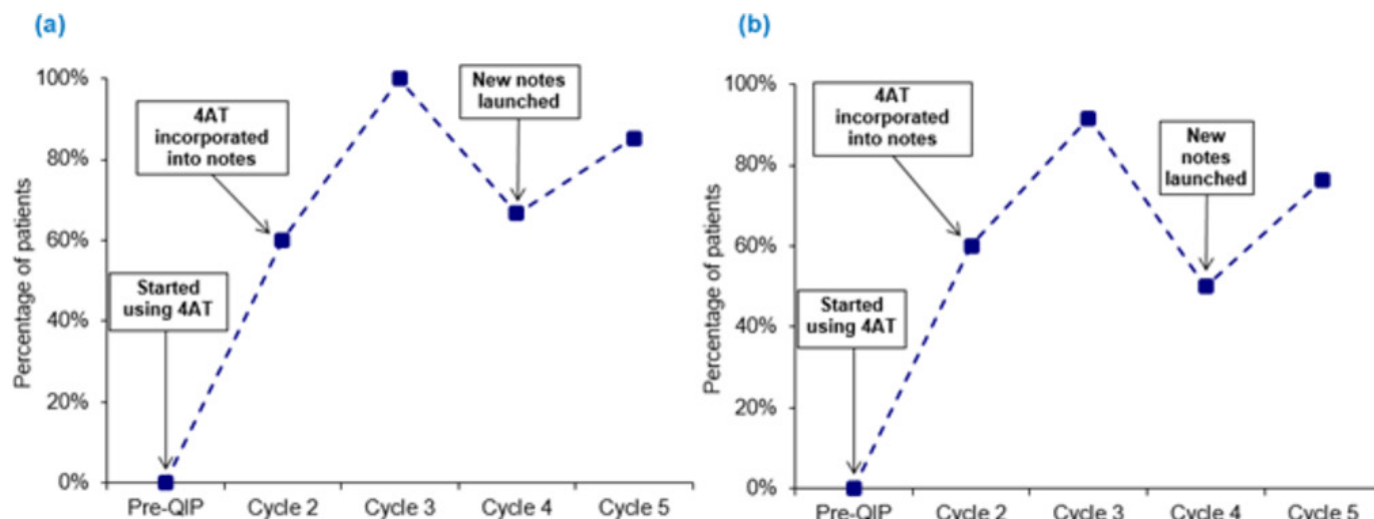 (a)
Percentage of patients
100%
80%
60%
40%
20%
0%
Started
using 4AT
4AT
incorporated
into notes
New notes
launched
Pre-QIP Cycle 2 Cycle 3 Cycle 4 Cycle 5
(b)
Percentage of patients
100%
80%
60%
40%
20%
0%
Started
using 4AT
4AT
incorporated
into notes
New
notes
launched
Pre-QIP Cycle 2 Cycle 3 Cycle 4 Cycle 5